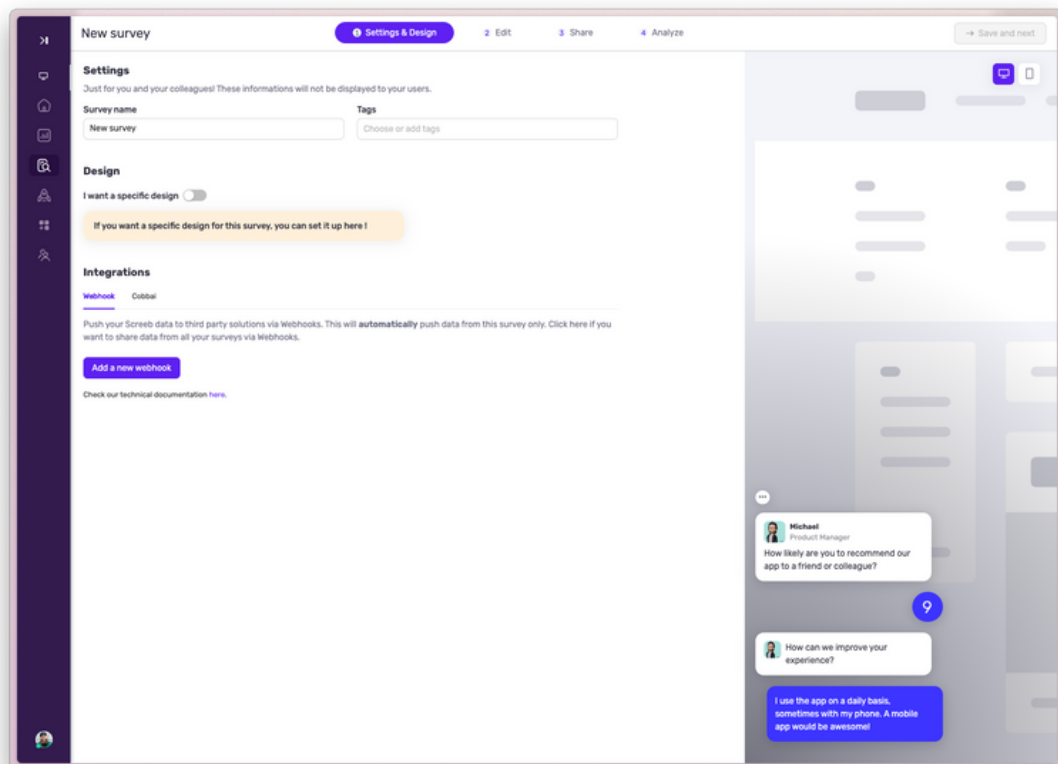 New survey
1 Settings & Design
2 Edit
3 Share
4 Analyze
→ Save and next
Settings
Just for you and your colleagues! These informations will not be displayed to your users.
Survey name
Tags
New survey
Choose or add tags
Design
I want a specific design
If you want a specific design for this survey, you can set it up here !
Integrations
Webhook
Cobbai
Push your Screeb data to third party solutions via Webhooks. This will automatically push data from this survey only. Click here if you
want to share data from all your surveys via Webhooks.
Add a new webhook
Check our technical documentation here.
Michael
Product Manager
How likely are you to recommend our
app to a friend or colleague?
9
How can we improve your
experience?
I use the app on a daily basis,
sometimes with my phone. A mobile
app would be awesome!